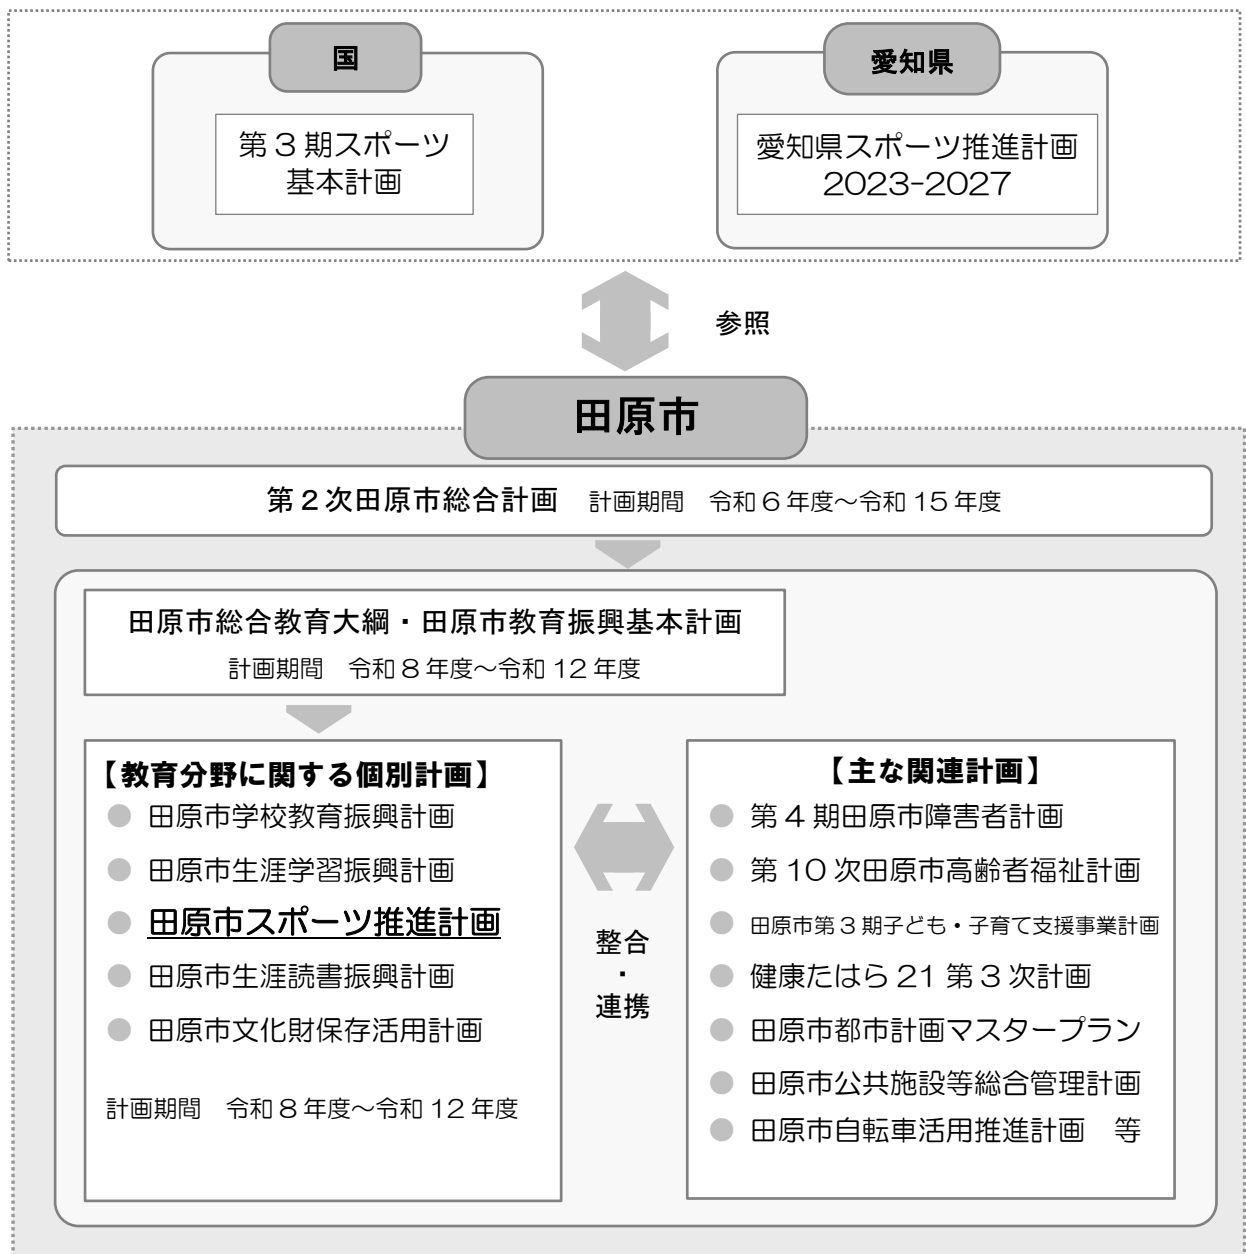 国
第３期スポーツ
基本計画
愛知県
愛知県スポーツ推進計画
2023-2027
参照
田原市
第２次田原市総合計画　計画期間　令和６年度～令和 15 年度
田原市総合教育大綱・田原市教育振興基本計画
計画期間　令和８年度～令和 12 年度
【教育分野に関する個別計画】
● 田原市学校教育振興計画
● 田原市生涯学習振興計画
● 田原市スポーツ推進計画
● 田原市生涯読書振興計画
● 田原市文化財保存活用計画
計画期間　令和８年度～令和 12 年度
整合
・
連携
【主な関連計画】
● 第４期田原市障害者計画
● 第 10 次田原市高齢者福祉計画
● 田原市第３期子ども・子育て支援事業計画
● 健康たはら 21 第３次計画
● 田原市都市計画マスタープラン
● 田原市公共施設等総合管理計画
● 田原市自転車活用推進計画　等